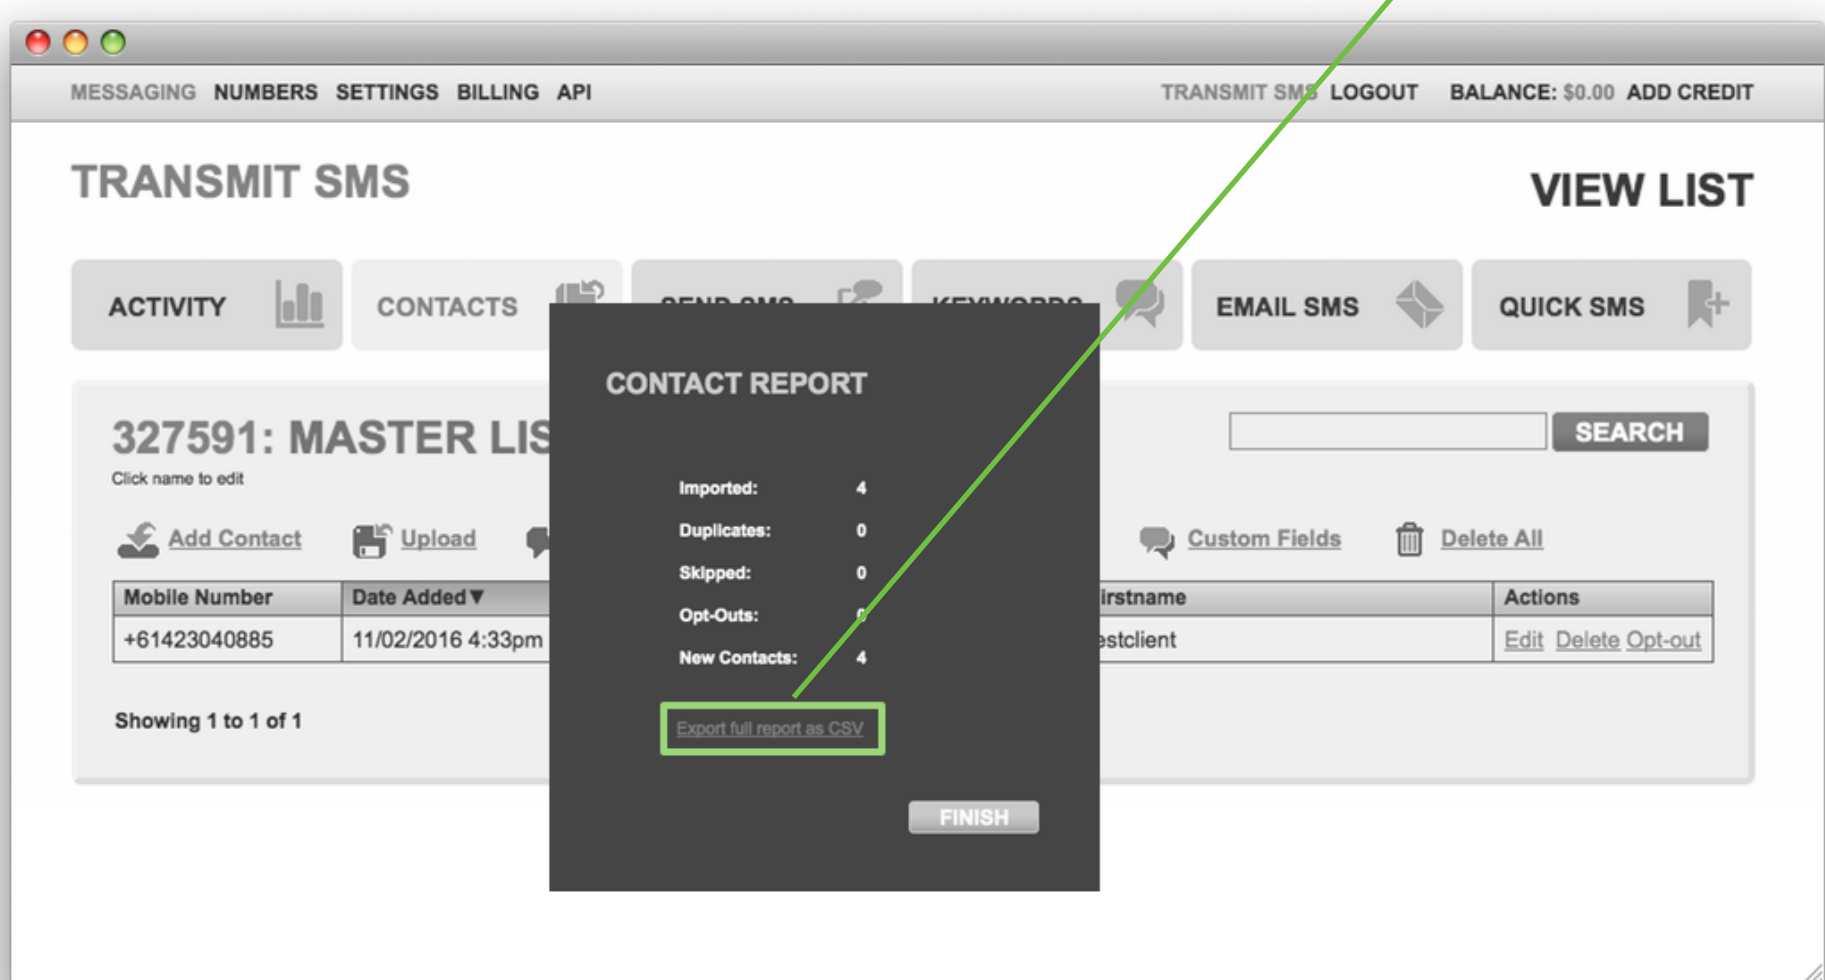 MESSAGING NUMBERS SETTINGS BILLING API TRANSMIT SMS LOGOUT BALANCE: $0.00 ADD CREDIT
TRANSMIT SMS
VIEW LIST
ACTIVITY CONTACTS SEND SMS KEYWORDS EMAIL SMS QUICK SMS
CONTACT REPORT
327591: MASTER LIS
SEARCH
Click name to edit
Imported: 4
Duplicates: 0
Skipped: 0
Opt-Outs: 0
New Contacts: 4
Export full report as CSV
FINISH
Add Contact Upload Custom Fields Delete All
Mobile Number Date Added▼ irstname Actions
+61423040885 11/02/2016 4:33pm estclient Edit Delete Opt-out
Showing 1 to 1 of 1